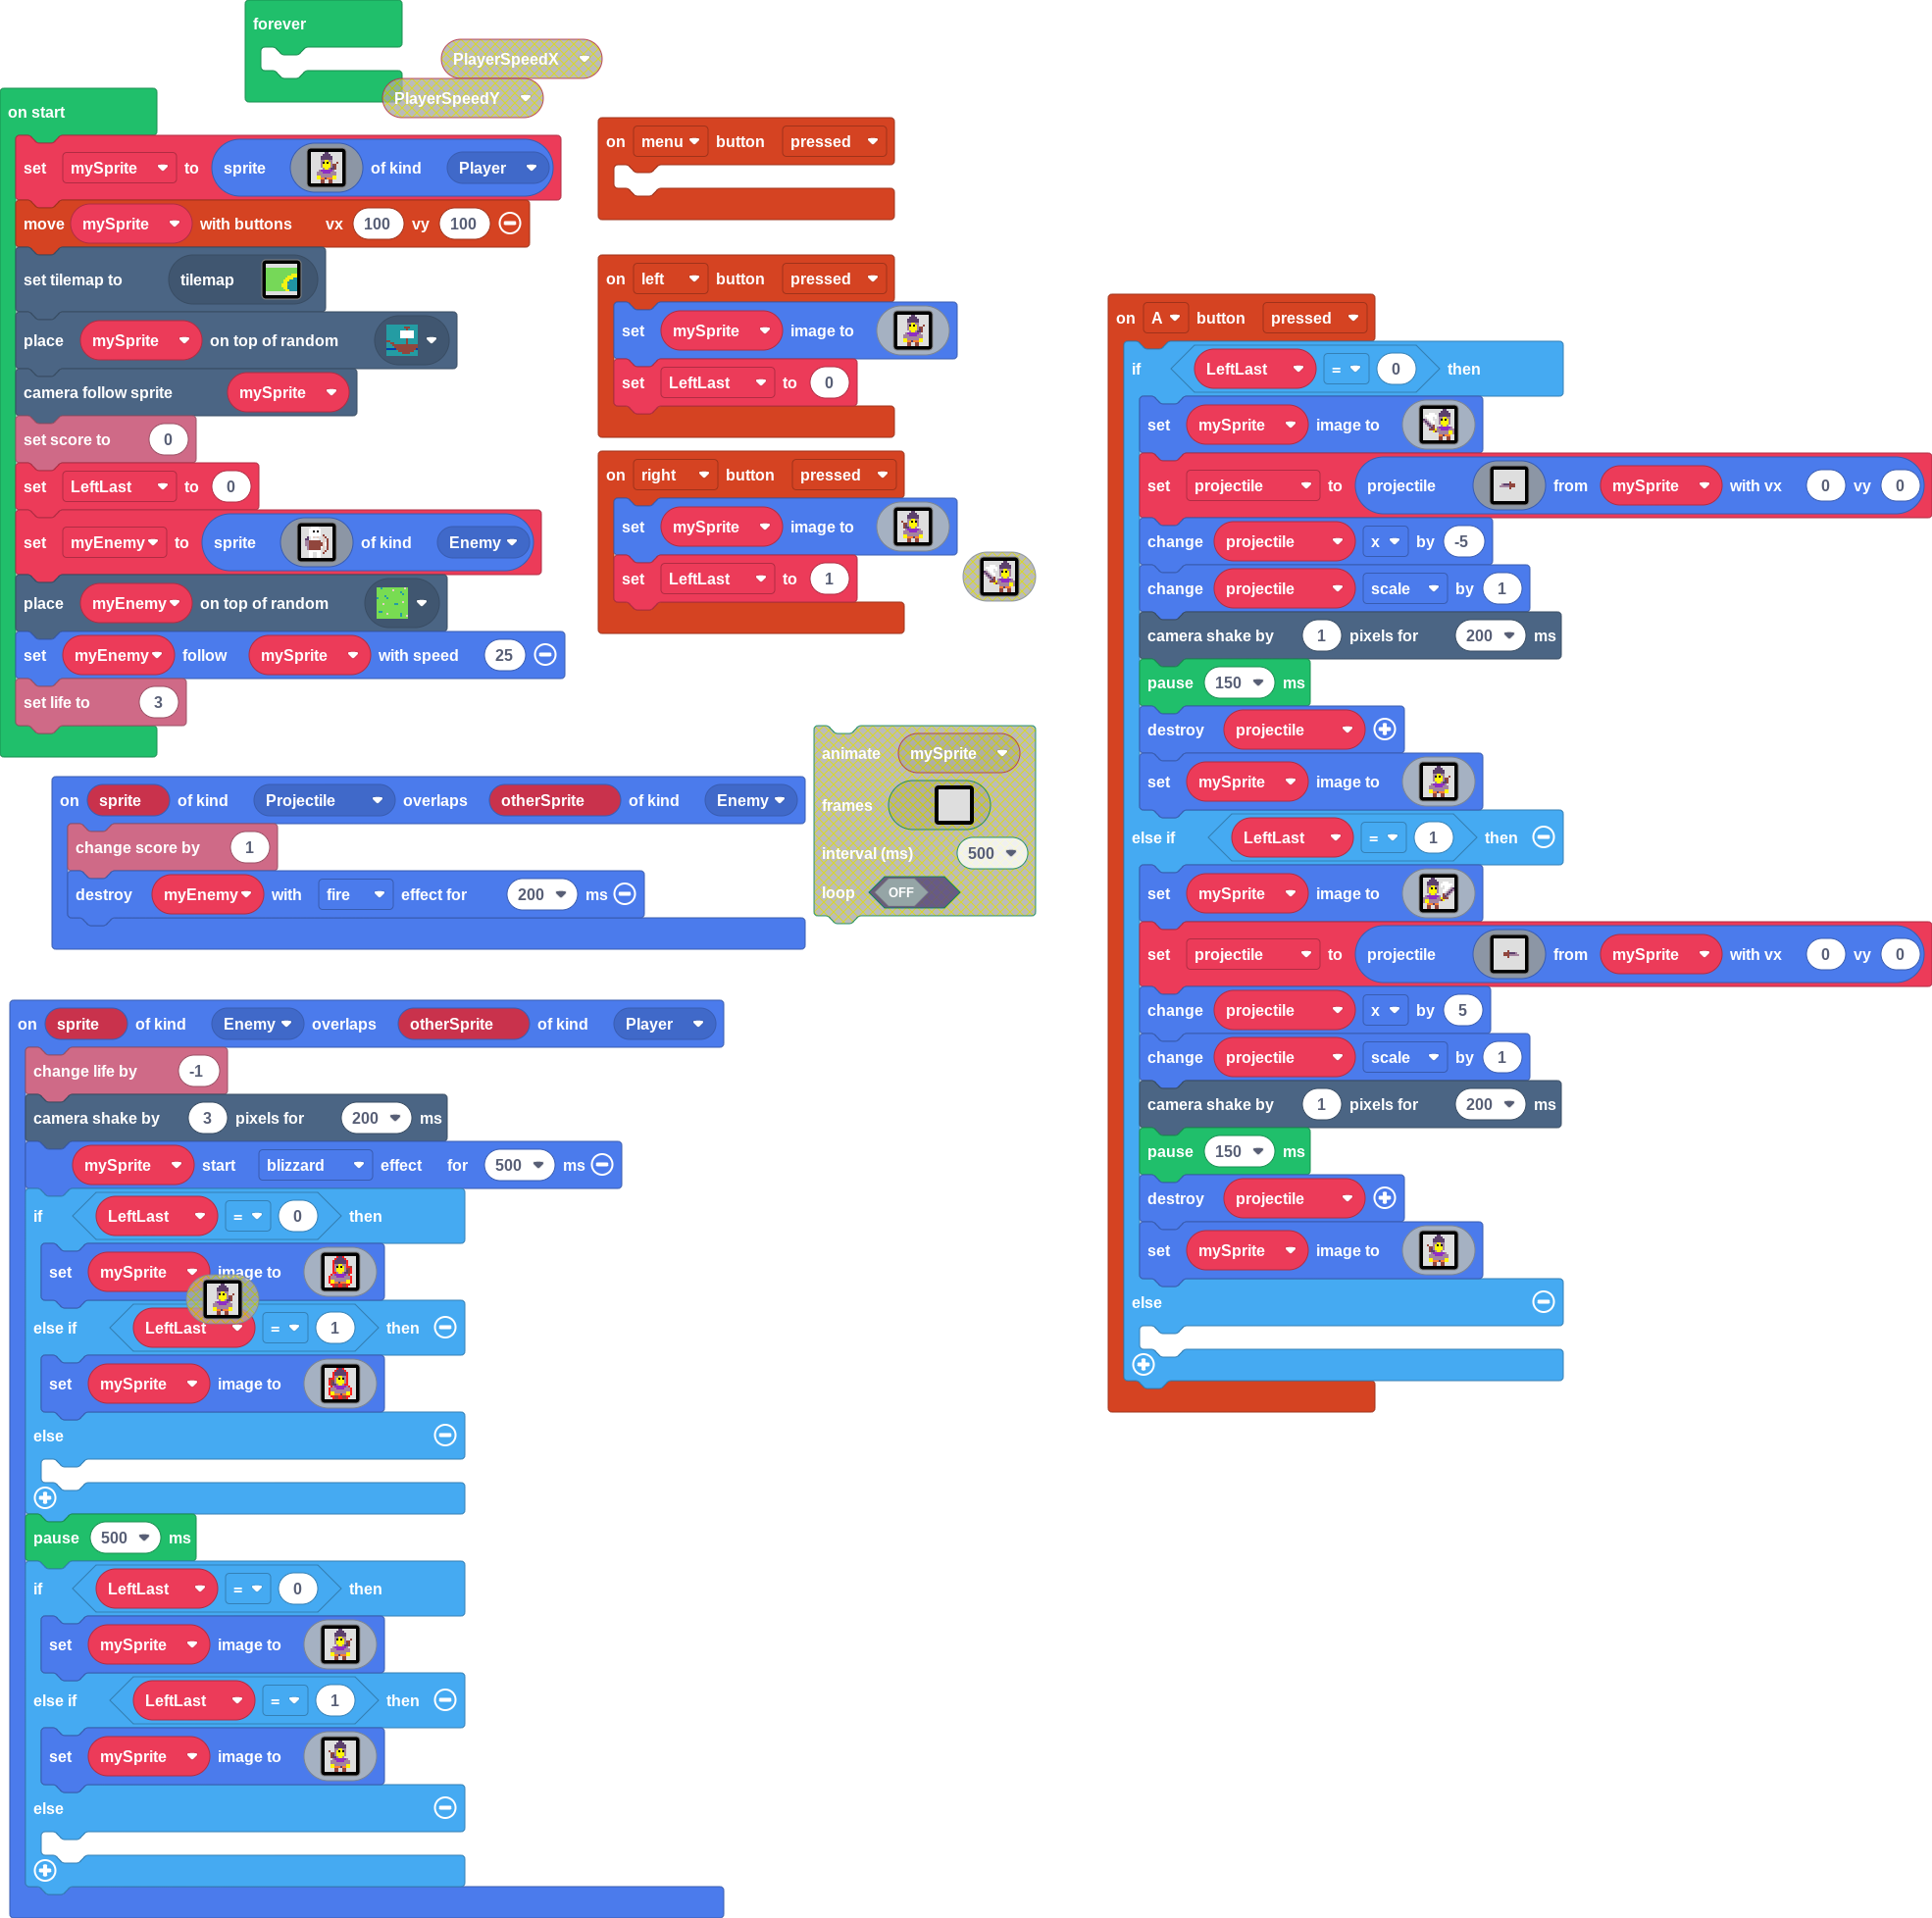 forever
PlayerSpeedX
PlayerSpeedY
on start
set mySprite to sprite of kind Player
move mySprite with buttons vx 100 vy 100
set tilemap to tilemap
place mySprite on top of random
camera follow sprite mySprite
set score to 0
set LeftLast to 0
set myEnemy to sprite of kind Enemy
place myEnemy on top of random
set myEnemy follow mySprite with speed 25
set life to 3
on menu button pressed
on left button pressed
set mySprite image to
set LeftLast to 0
on right button pressed
set mySprite image to
set LeftLast to 1
on sprite of kind Projectile overlaps otherSprite of kind Enemy
change score by 1
destroy myEnemy with fire effect for 200 ms
animate mySprite
frames
interval (ms) 500
loop OFF
on sprite of kind Enemy overlaps otherSprite of kind Player
change life by -1
camera shake by 3 pixels for 200 ms
mySprite start blizzard effect for 500 ms
if LeftLast = 0 then
set mySprite image to
else if LeftLast = 1 then
set mySprite image to
else
pause 500 ms
if LeftLast = 0 then
set mySprite image to
else if LeftLast = 1 then
set mySprite image to
else
on A button pressed
if LeftLast = 0 then
set mySprite image to
set projectile to projectile from mySprite with vx 0 vy 0
change projectile x by -5
change projectile scale by 1
camera shake by 1 pixels for 200 ms
pause 150 ms
destroy projectile
set mySprite image to
else if LeftLast = 1 then
set mySprite image to
set projectile to projectile from mySprite with vx 0 vy 0
change projectile x by 5
change projectile scale by 1
camera shake by 1 pixels for 200 ms
pause 150 ms
destroy projectile
set mySprite image to
else